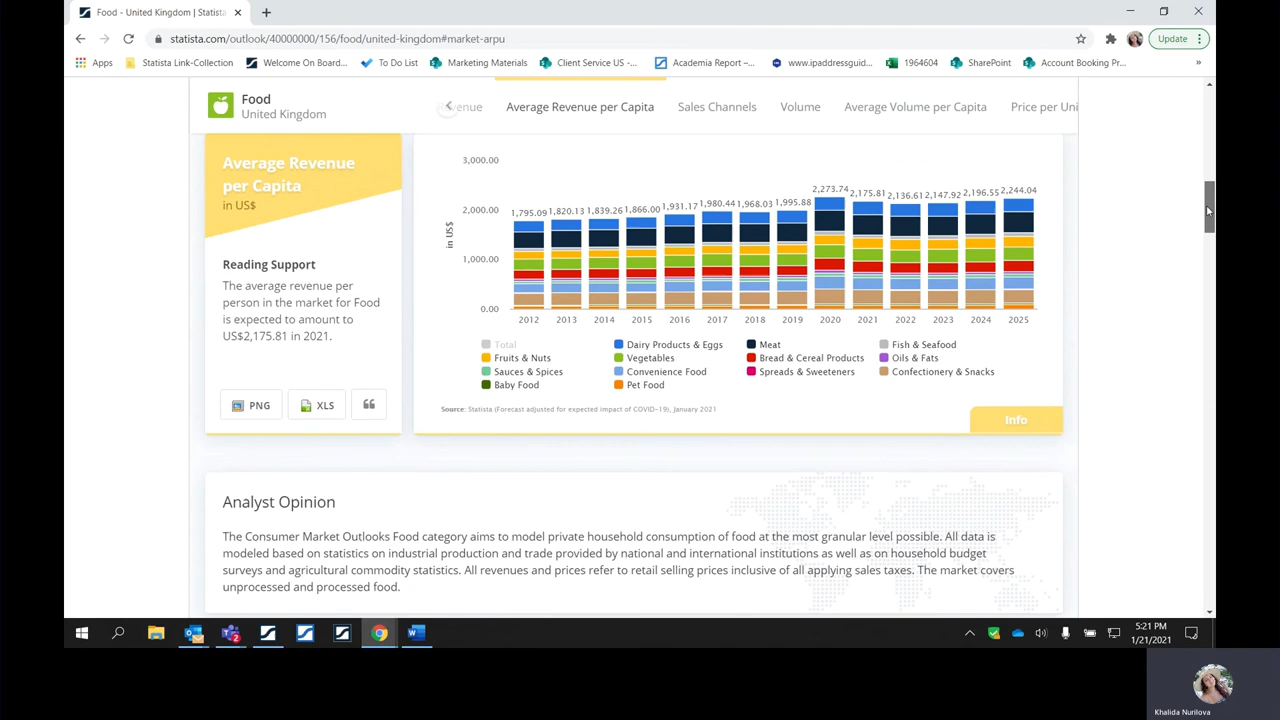 Food - United Kingdom | Statista
statista.com/outlook/40000000/156/food/united-kingdom#market-arpu
Update
Apps
Statista Link-Collection
Welcome On Board...
To Do List
Marketing Materials
Client Service US -...
Academia Report –...
www.ipaddressguid...
1964604
SharePoint
Account Booking Pr...
»
Food
United Kingdom
enue
Average Revenue per Capita
Sales Channels
Volume
Average Volume per Capita
Price per Uni
Average Revenue
per Capita
in US$
Reading Support
The average revenue per
person in the market for Food
is expected to amount to
US$2,175.81 in 2021.
PNG
XLS
in US$
3,000.00
2,000.00
1,000.00
0.00
1,795.09 1,820.13 1,839.26 1,866.00 1,931.17 1,980.44 1,968.03 1,995.88 2,273.74 2,175.81 2,136.61 2,147.92 2,196.55 2,244.04
2012 2013 2014 2015 2016 2017 2018 2019 2020 2021 2022 2023 2024 2025
Total Dairy Products & Eggs Meat Fish & Seafood
Fruits & Nuts Vegetables Bread & Cereal Products Oils & Fats
Sauces & Spices Convenience Food Spreads & Sweeteners Confectionery & Snacks
Baby Food Pet Food
Source: Statista (Forecast adjusted for expected impact of COVID-19), January 2021
Info
Analyst Opinion
The Consumer Market Outlooks Food category aims to model private household consumption of food at the most granular level possible. All data is
modeled based on statistics on industrial production and trade provided by national and international institutions as well as on household budget
surveys and agricultural commodity statistics. All revenues and prices refer to retail selling prices inclusive of all applying sales taxes. The market covers
unprocessed and processed food.
5:21 PM
1/21/2021
Khalida Nurilova